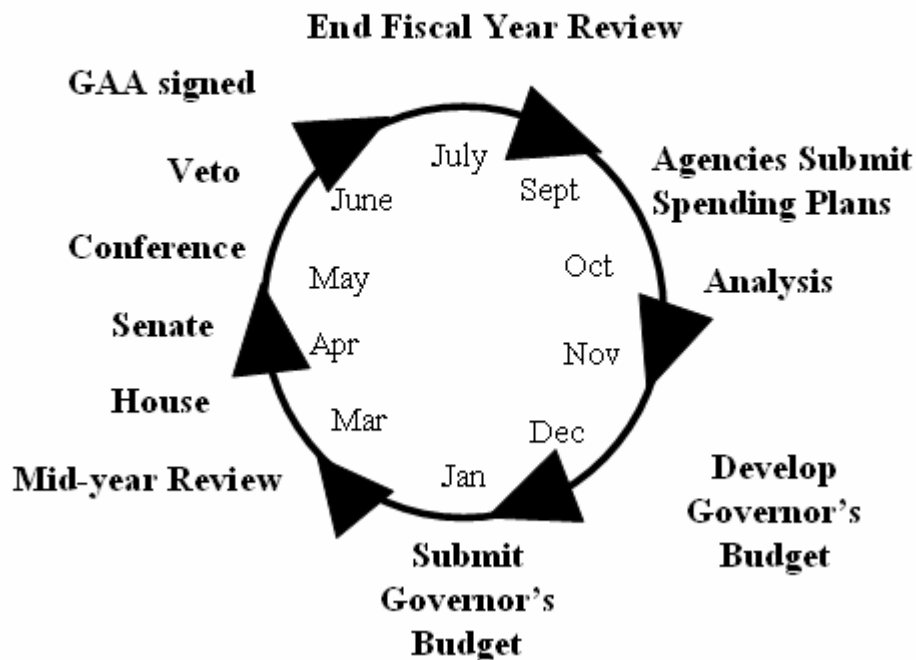 End Fiscal Year Review
GAA signed
Veto
Conference
Senate
House
Mid-year Review
July
June
Sept
May
Oct
Apr
Nov
Mar
Dec
Jan
Agencies Submit
Spending Plans
Analysis
Develop
Governor's
Budget
Submit
Governor's
Budget